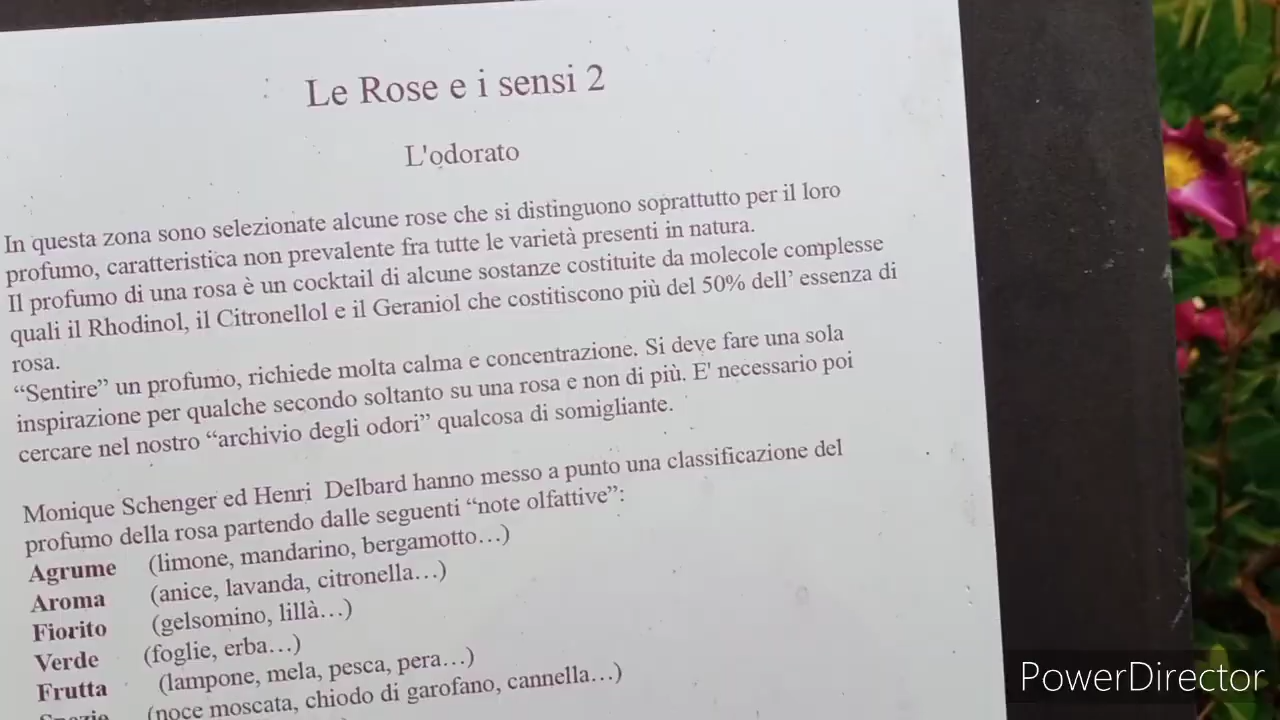 Le Rose e i sensi 2
L'odorato
In questa zona sono selezionate alcune rose che si distinguono soprattutto per il loro
profumo, caratteristica non prevalente fra tutte le varietà presenti in natura.
Il profumo di una rosa è un cocktail di alcune sostanze costituite da molecole complesse
quali il Rhodinol, il Citronellol e il Geraniol che costitiscono più del 50% dell’ essenza di
rosa.
“Sentire” un profumo, richiede molta calma e concentrazione. Si deve fare una sola
inspirazione per qualche secondo soltanto su una rosa e non di più. E' necessario poi
cercare nel nostro “archivio degli odori” qualcosa di somigliante.
Monique Schenger ed Henri Delbard hanno messo a punto una classificazione del
profumo della rosa partendo dalle seguenti “note olfattive”:
Agrume (limone, mandarino, bergamotto…)
Aroma (anice, lavanda, citronella…)
Fiorito (gelsomino, lillà…)
Verde (foglie, erba…)
Frutta (lampone, mela, pesca, pera…)
Spezie (noce moscata, chiodo di garofano, cannella…)
PowerDirector